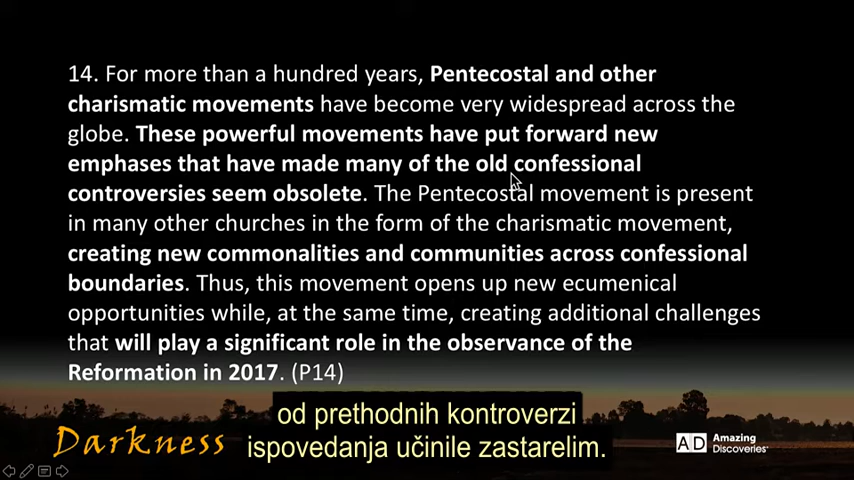 14. For more than a hundred years, Pentecostal and other
charismatic movements have become very widespread across the
globe. These powerful movements have put forward new
emphases that have made many of the old confessional
controversies seem obsolete. The Pentecostal movement is present
in many other churches in the form of the charismatic movement,
creating new commonalities and communities across confessional
boundaries. Thus, this movement opens up new ecumenical
opportunities while, at the same time, creating additional challenges
that will play a significant role in the observance of the
Reformation in 2017. (P14)
od prethodnih kontroverzi
ispovedanja učinile zastarelim.
Darkness
AD Amazing
Discoveries